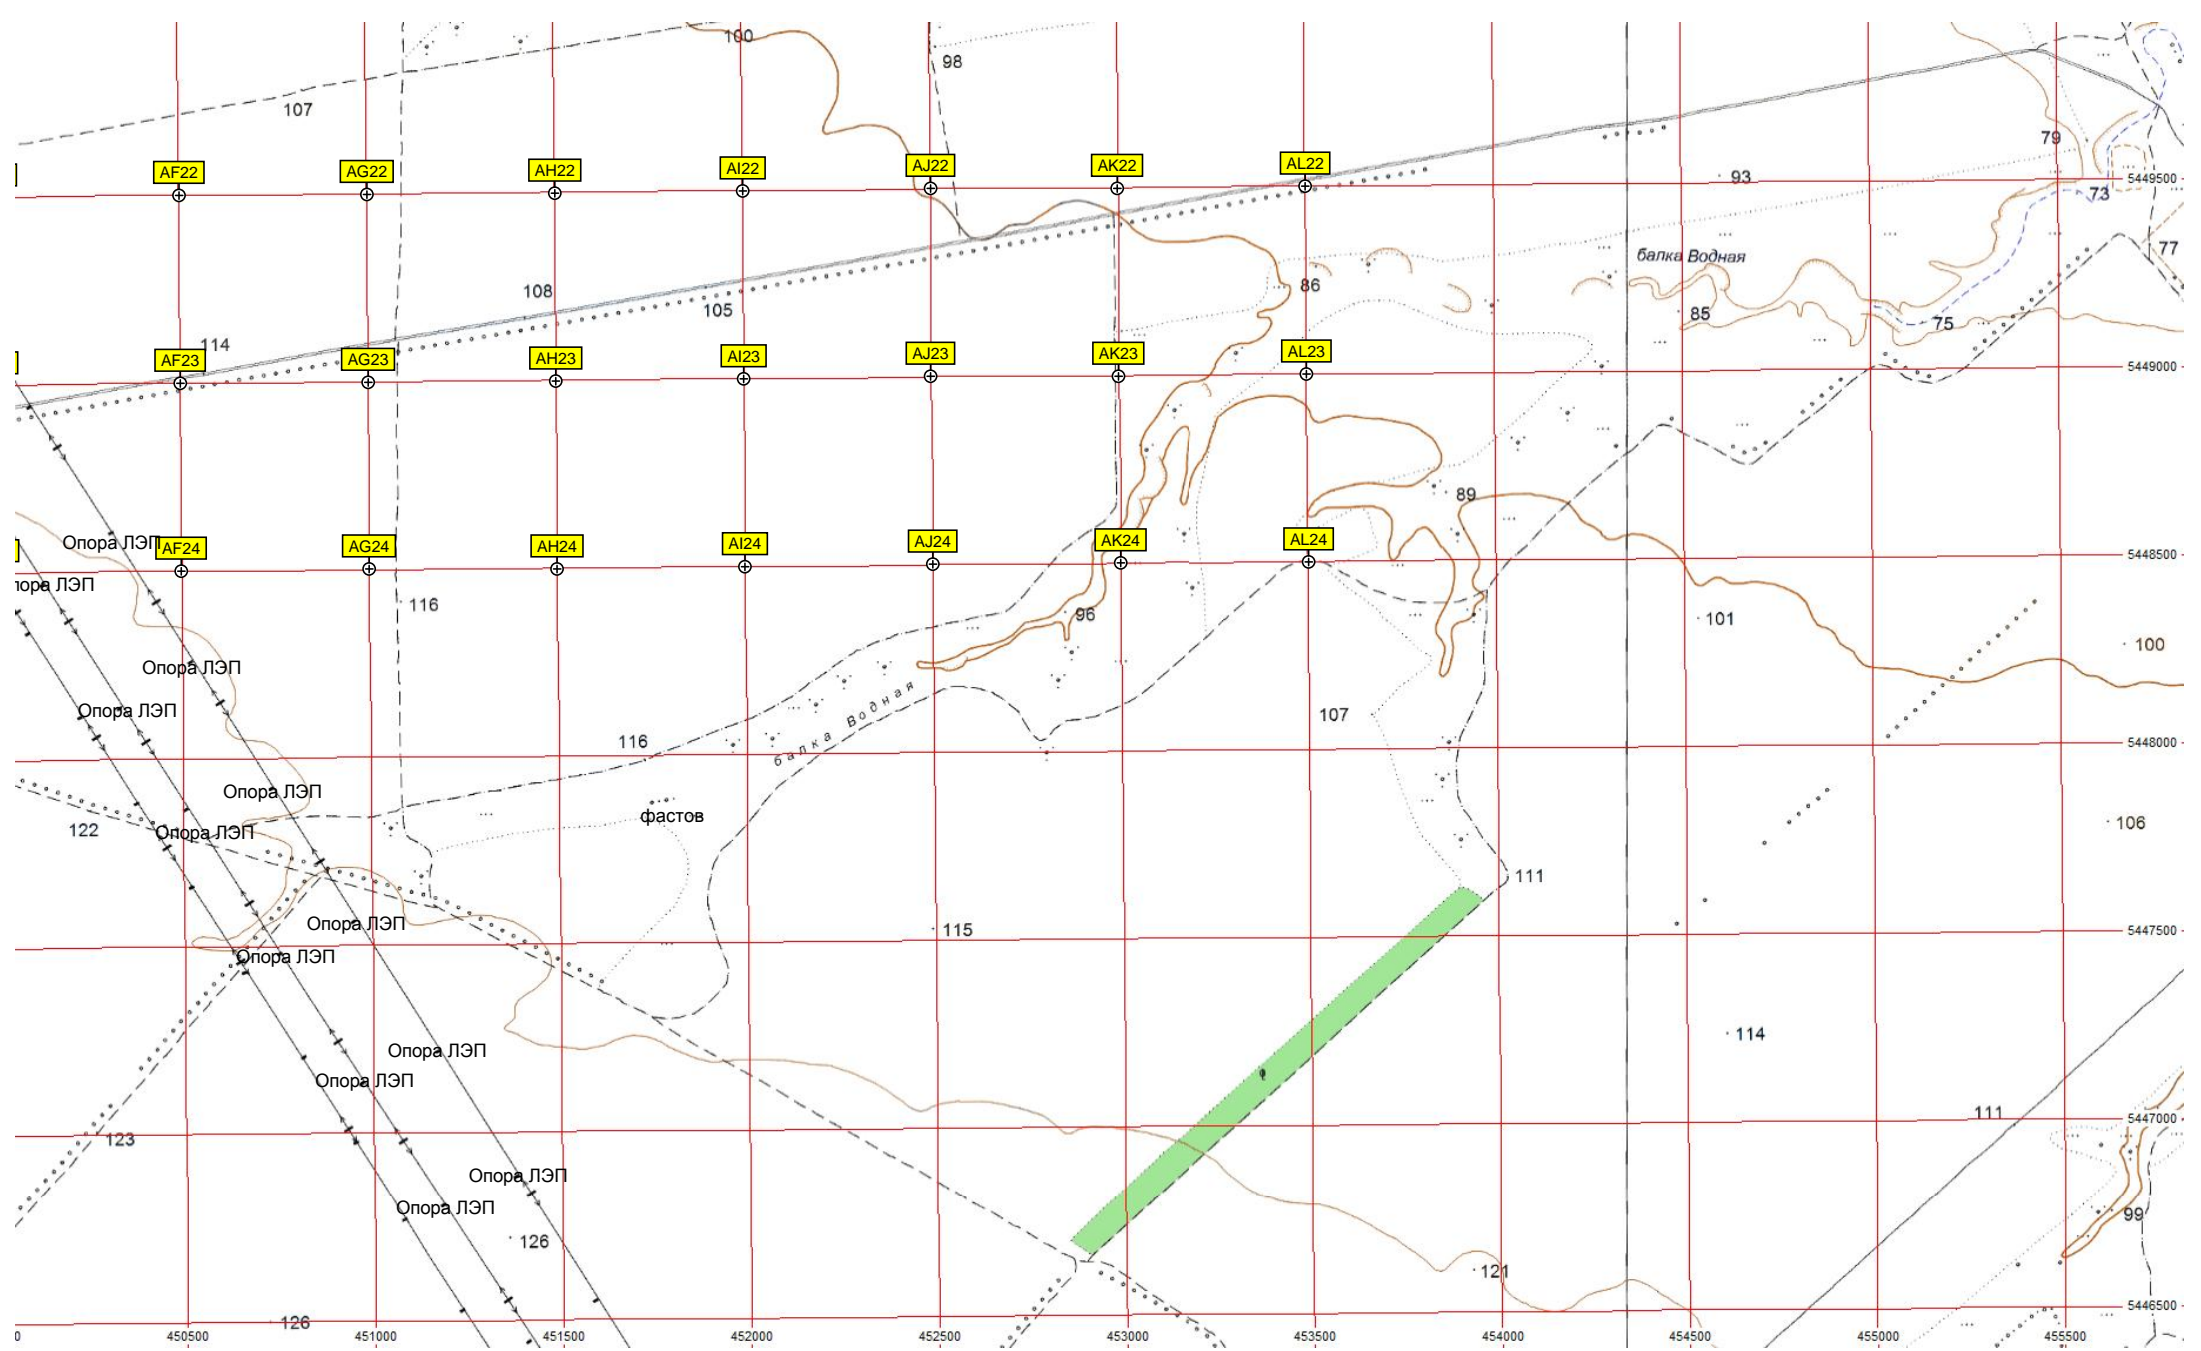 100
98
107
AF22
AG22
AH22
AI22
AJ22
AK22
AL22
79
93
5449500
73
77
балка Водная
86
108
105
85
75
114
AF23
AG23
AH23
AI23
AJ23
AK23
AL23
5449000
89
Опора ЛЭП
AF24
AG24
AH24
AI24
AJ24
AK24
AL24
5448500
пора ЛЭП
116
96
101
100
Опора ЛЭП
балка Водная
Опора ЛЭП
107
116
5448000
Опора ЛЭП
фастов
122
Опора ЛЭП
106
111
Опора ЛЭП
115
5447500
Опора ЛЭП
114
Опора ЛЭП
Опора ЛЭП
111
5447000
123
Опора ЛЭП
Опора ЛЭП
99
126
121
5446500
126
0 450500 451000 451500 452000 452500 453000 453500 454000 454500 455000 455500